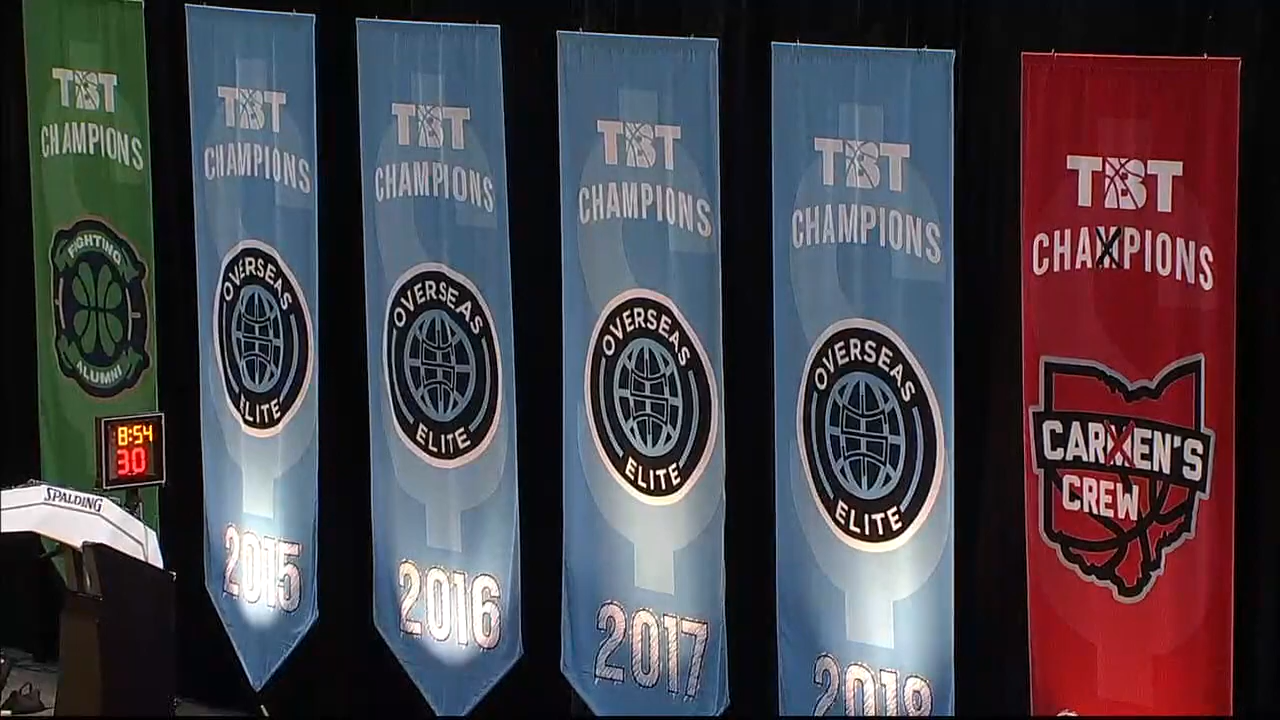 TBT
CHAMPIONS
FIGHTING
ALUMNI
8:54
30
SPALDING
TBT
CHAMPIONS
OVERSEAS
ELITE
2015
TBT
CHAMPIONS
OVERSEAS
ELITE
2016
TBT
CHAMPIONS
OVERSEAS
ELITE
2017
TBT
CHAMPIONS
OVERSEAS
ELITE
2018
TBT
CHAMPIONS
CARMEN'S
CREW